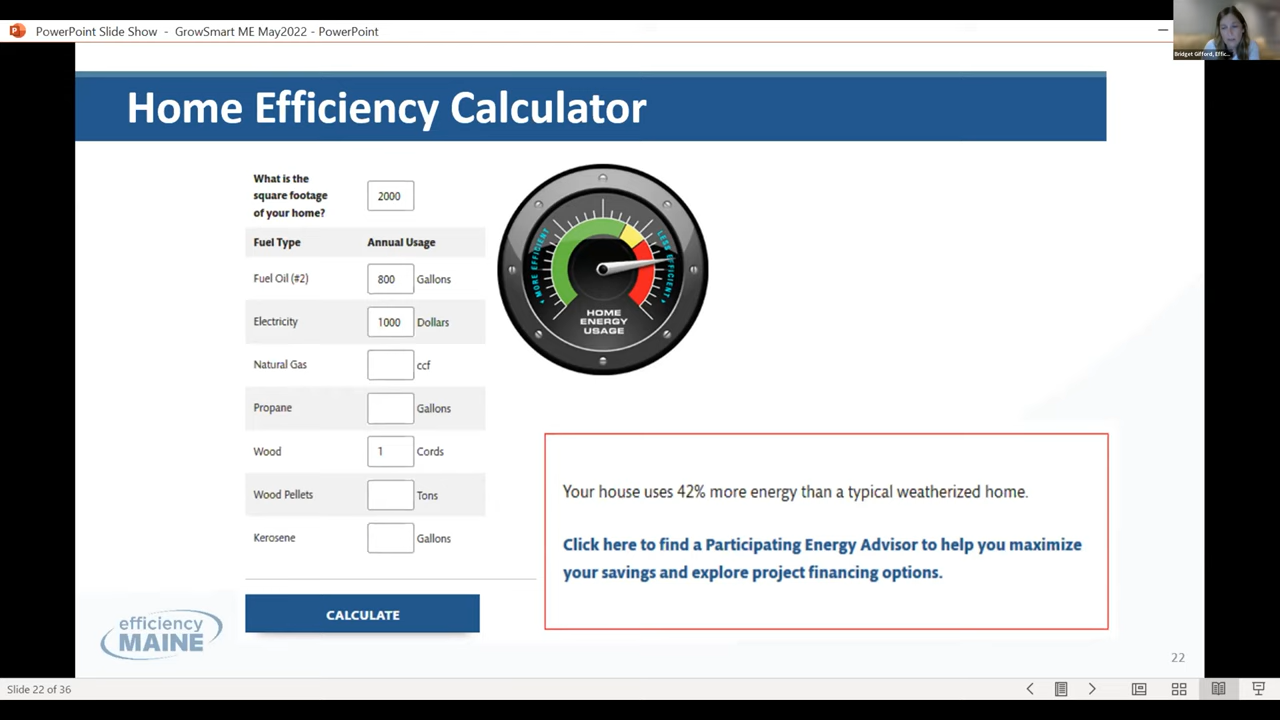 PowerPoint Slide Show - GrowSmart ME May2022 - PowerPoint
Bridget Gifford, Effic...
Home Efficiency Calculator
What is the
square footage
of your home?
2000
Fuel Type Annual Usage
Fuel Oil (#2) 800 Gallons
Electricity 1000 Dollars
Natural Gas ccf
Propane Gallons
Wood 1 Cords
Wood Pellets Tons
Kerosene Gallons
CALCULATE
MORE EFFICIENT
LESS EFFICIENT
HOME
ENERGY
USAGE
Your house uses 42% more energy than a typical weatherized home.
Click here to find a Participating Energy Advisor to help you maximize
your savings and explore project financing options.
efficiency
MAINE
22
Slide 22 of 36